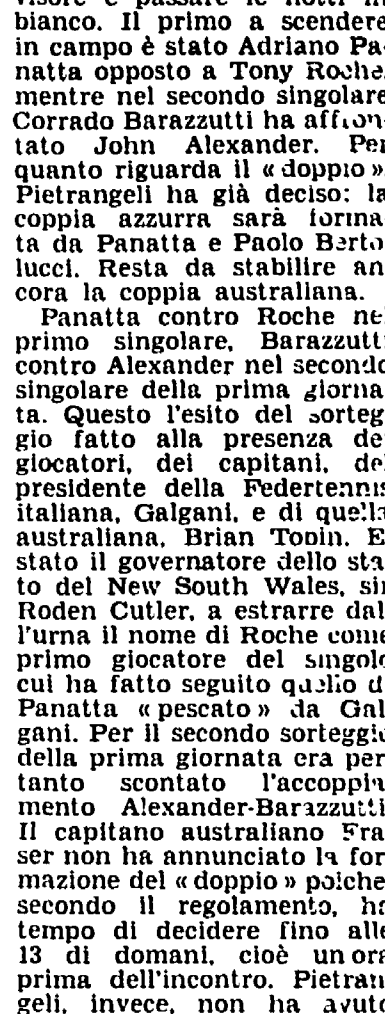 visore e passare le notti in
bianco. Il primo a scendere
in campo è stato Adriano Pa-
natta opposto a Tony Roche,
mentre nel secondo singolare
Corrado Barazzutti ha affron-
tato John Alexander. Per
quanto riguarda il «doppio»
Pietrangeli ha già deciso: la
coppia azzurra sarà forma-
ta da Panatta e Paolo Berto-
lucci. Resta da stabilire an-
cora la coppia australiana.
Panatta contro Roche nel
primo singolare, Barazzutti
contro Alexander nel secondo
singolare della prima giorna-
ta. Questo l'esito del sorteg-
gio fatto alla presenza dei
giocatori, dei capitani, del
presidente della Federtennis
italiana, Galgani, e di quella
australiana, Brian Tobin. E'
stato il governatore dello sta-
to del New South Wales, sir
Roden Cutler, a estrarre dal-
l'urna il nome di Roche come
primo giocatore del singolo
cui ha fatto seguito quello di
Panatta «pescato» da Gal-
gani. Per il secondo sorteggio
della prima giornata era per-
tanto scontato l'accoppia-
mento Alexander-Barazzutti.
Il capitano australiano Fra-
ser non ha annunciato la for-
mazione del «doppio» poiche,
secondo il regolamento, ha
tempo di decidere fino alle
13 di domani, cioè un ora
prima dell'incontro. Pietran-
geli, invece, non ha avuto